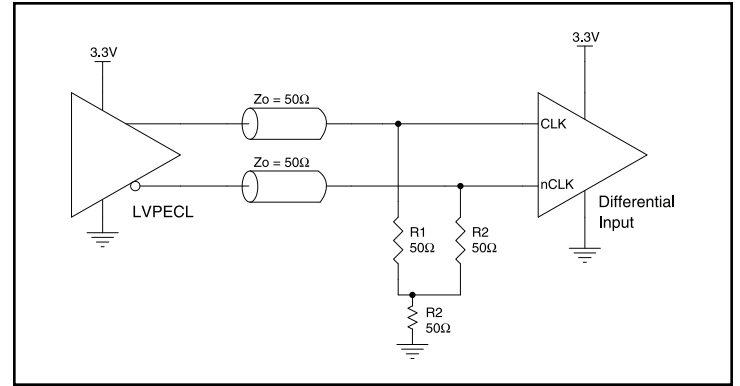 3.3V
3.3V
Zo = 50Ω
CLK
Zo = 50Ω
nCLK
LVPECL
Differential
Input
R1
50Ω
R2
50Ω
R2
50Ω